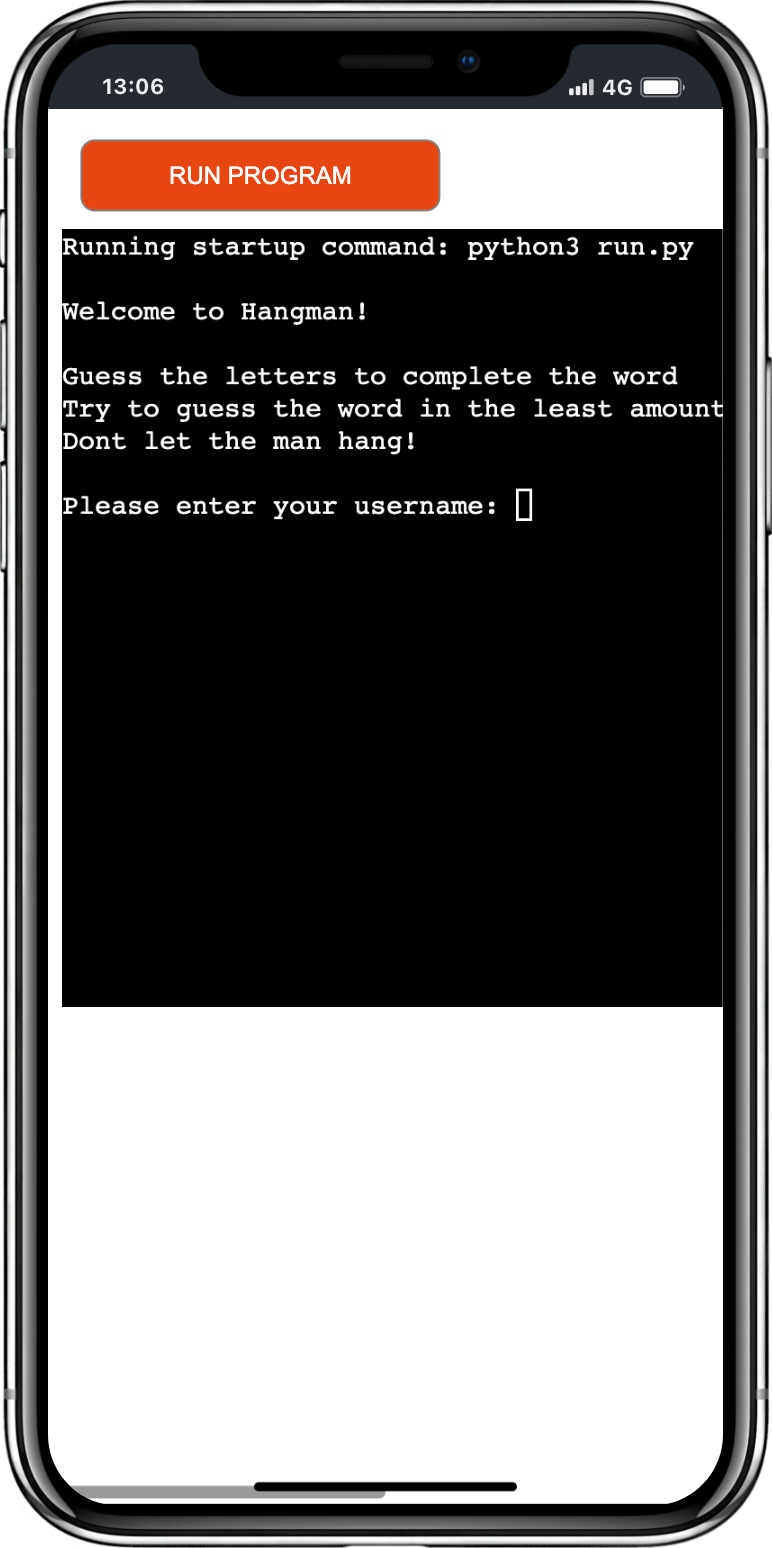 13:06 4G
RUN PROGRAM
Running startup command: python3 run.py
Welcome to Hangman!
Guess the letters to complete the word
Try to guess the word in the least amount
Dont let the man hang!
Please enter your username: